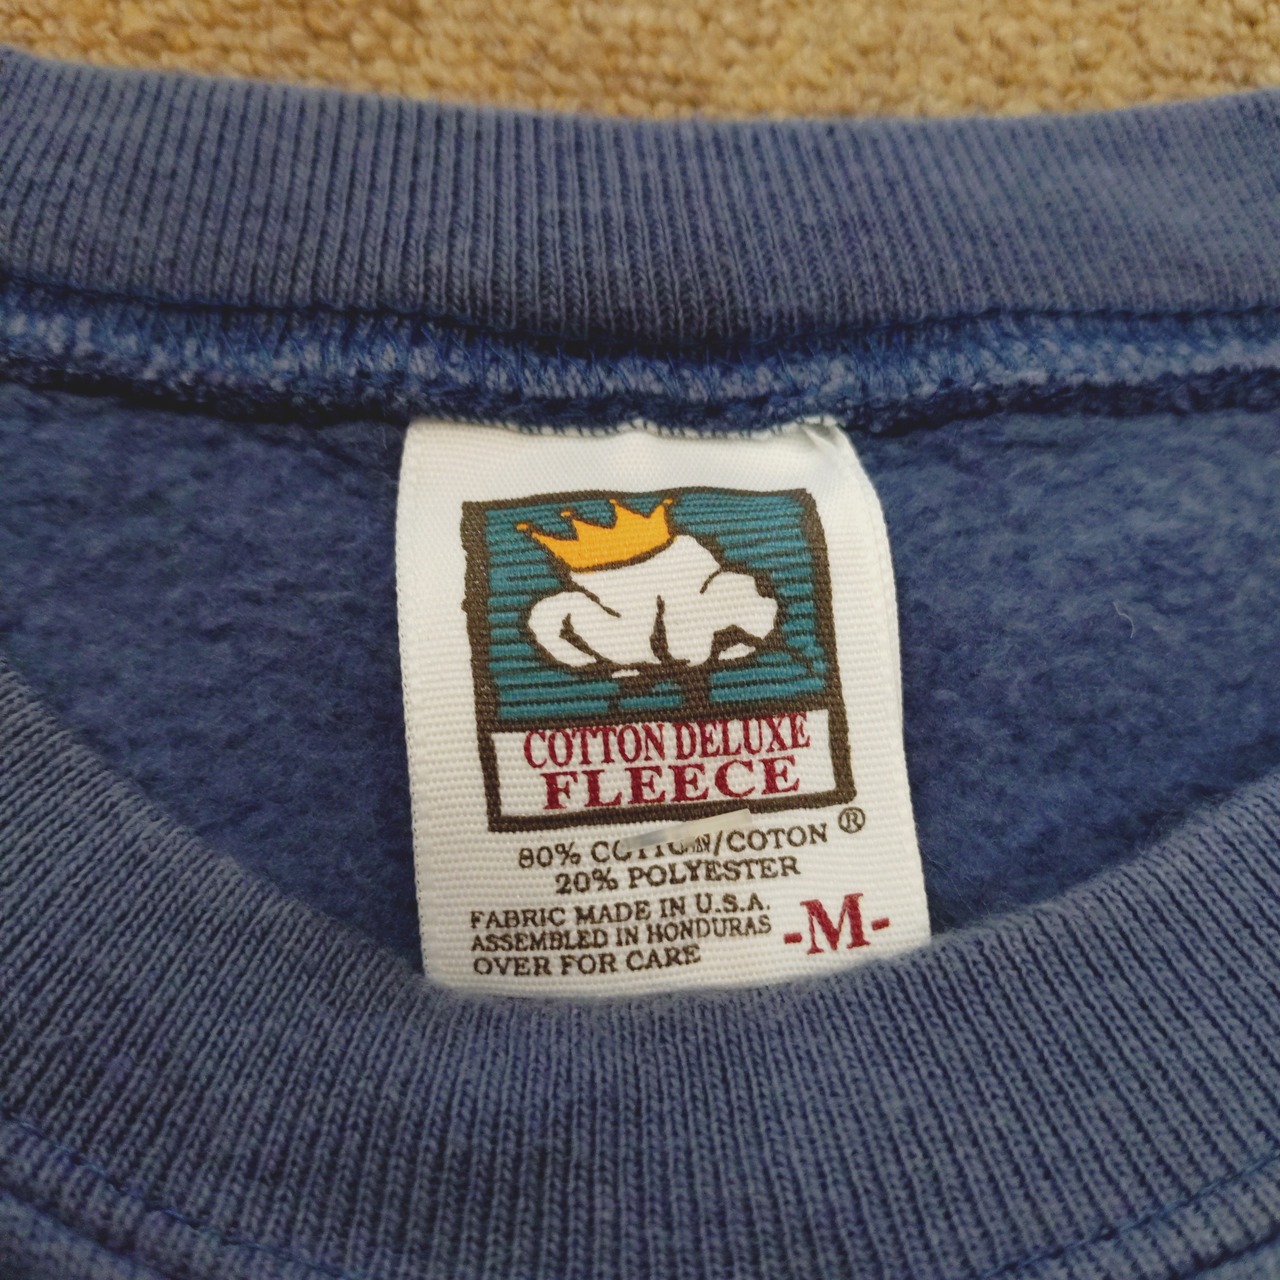 COTTON DELUXE
FLEECE
®
80% COTTON/COTON
20% POLYESTER
FABRIC MADE IN U.S.A.
ASSEMBLED IN HONDURAS
OVER FOR CARE
-M-